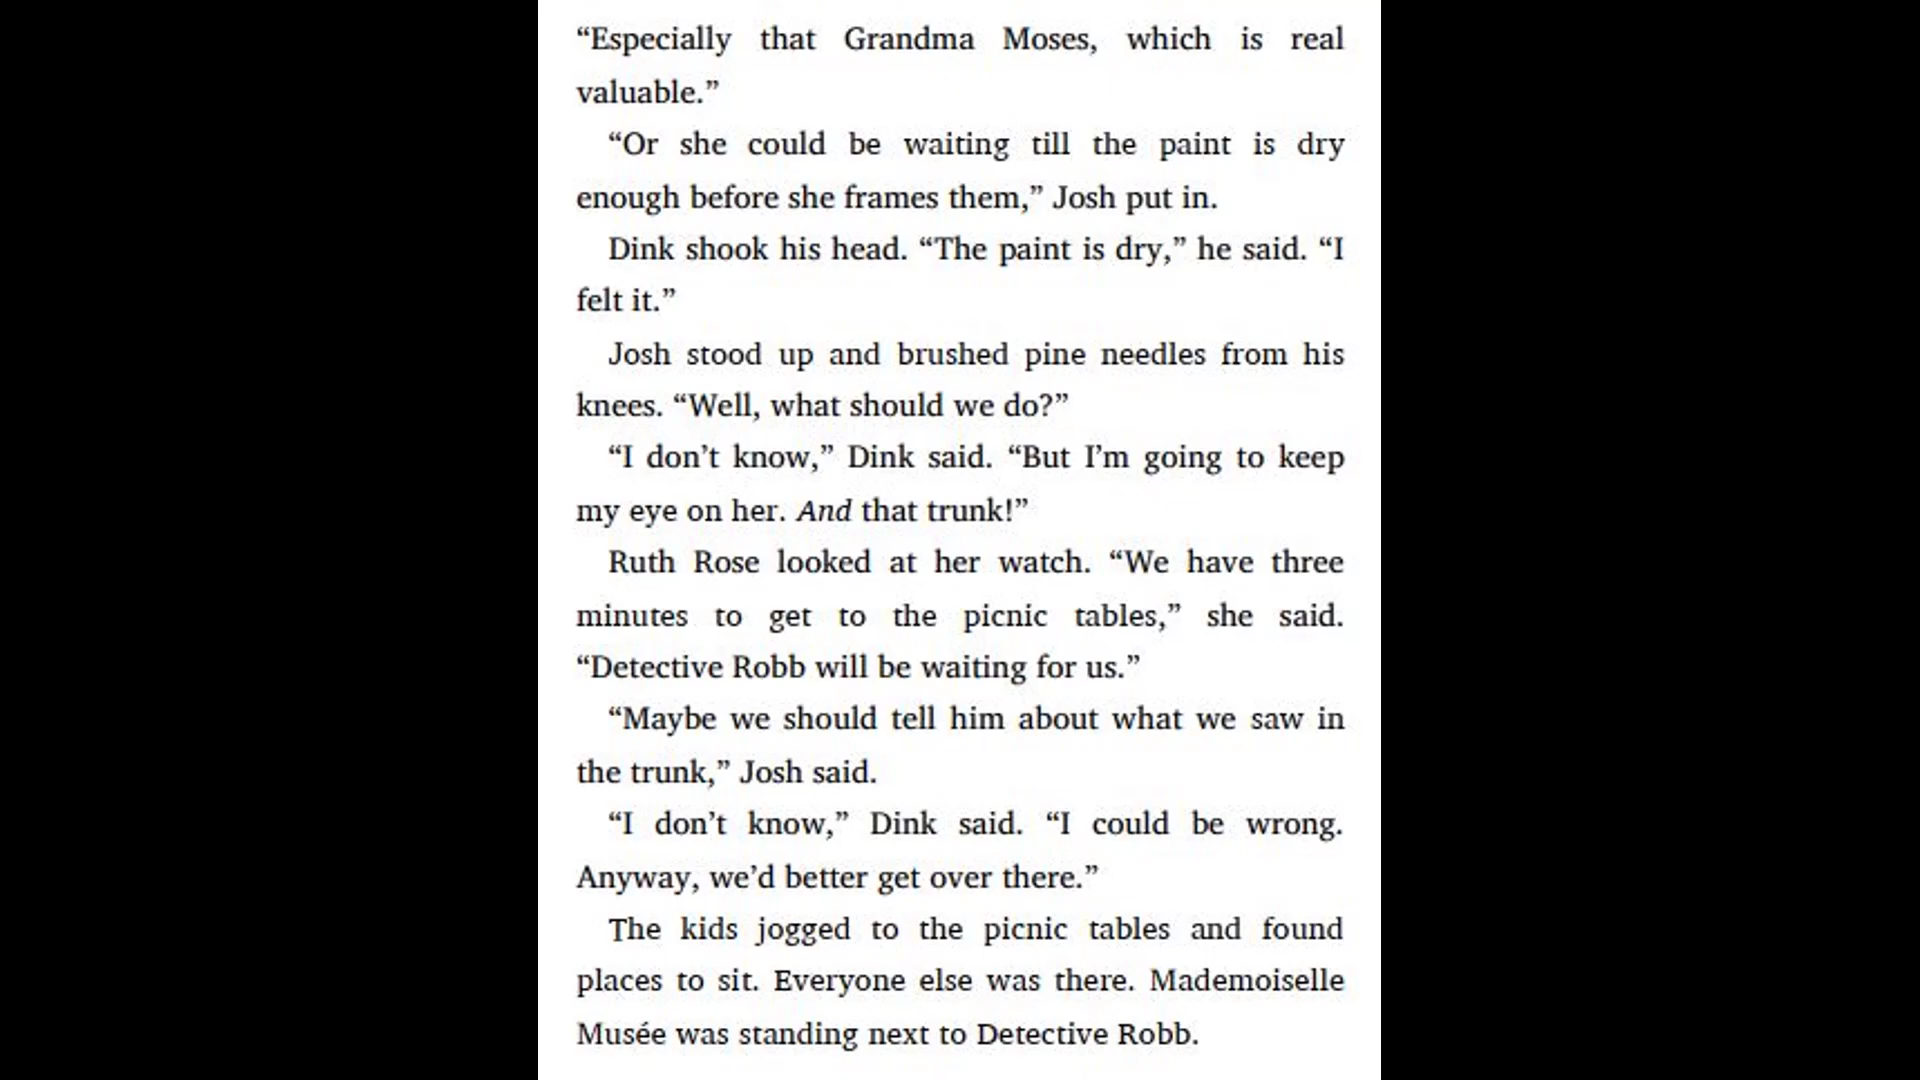 “Especially that Grandma Moses, which is real
valuable.”
“Or she could be waiting till the paint is dry
enough before she frames them,” Josh put in.
Dink shook his head. “The paint is dry,” he said. “I
felt it.”
Josh stood up and brushed pine needles from his
knees. “Well, what should we do?”
“I don’t know,” Dink said. “But I’m going to keep
my eye on her. And that trunk!”
Ruth Rose looked at her watch. “We have three
minutes to get to the picnic tables,” she said.
“Detective Robb will be waiting for us.”
“Maybe we should tell him about what we saw in
the trunk,” Josh said.
“I don’t know,” Dink said. “I could be wrong.
Anyway, we’d better get over there.”
The kids jogged to the picnic tables and found
places to sit. Everyone else was there. Mademoiselle
Musée was standing next to Detective Robb.